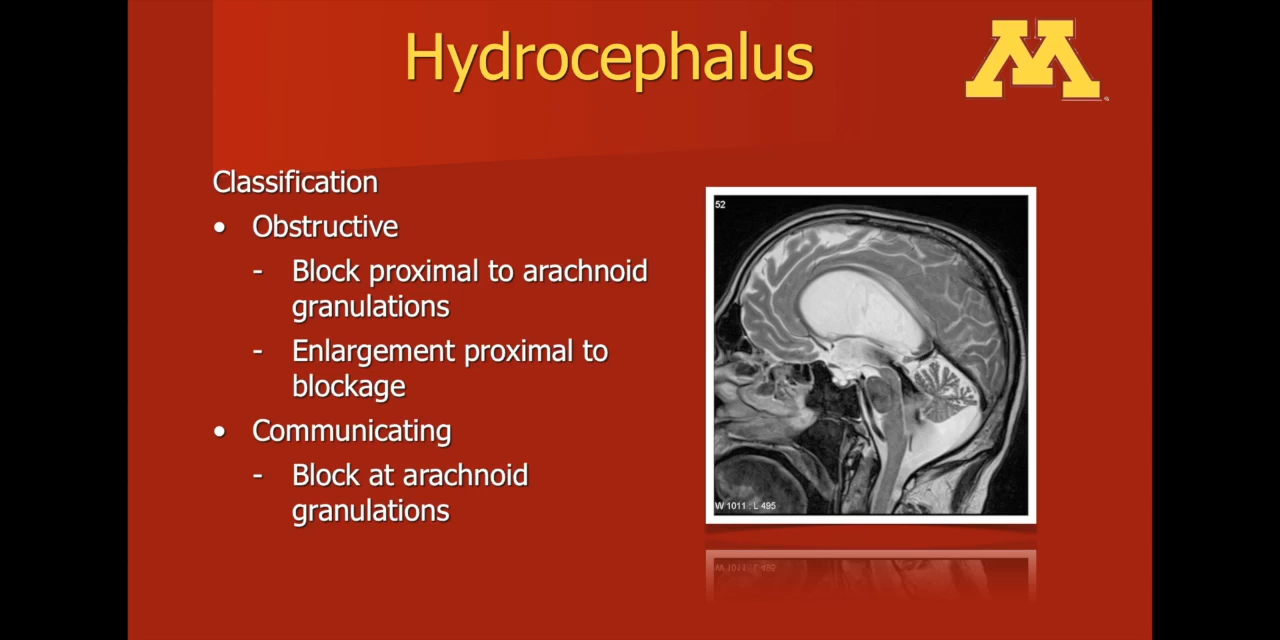 Hydrocephalus
M
Classification
• Obstructive
- Block proximal to arachnoid
granulations
- Enlargement proximal to
blockage
• Communicating
- Block at arachnoid
granulations
52
W 1011 : L 495